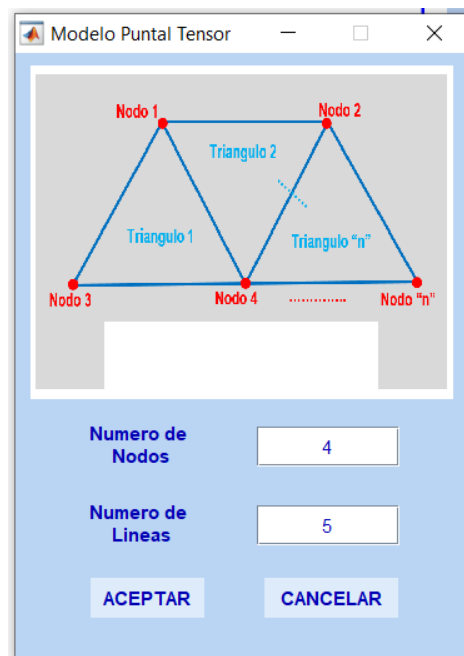 Modelo Puntal Tensor
Nodo 1
Nodo 2
Triangulo 2
Triangulo 1
Triangulo "n"
Nodo 3
Nodo 4
Nodo "n"
Numero de
Nodos
4
Numero de
Lineas
5
ACEPTAR
CANCELAR